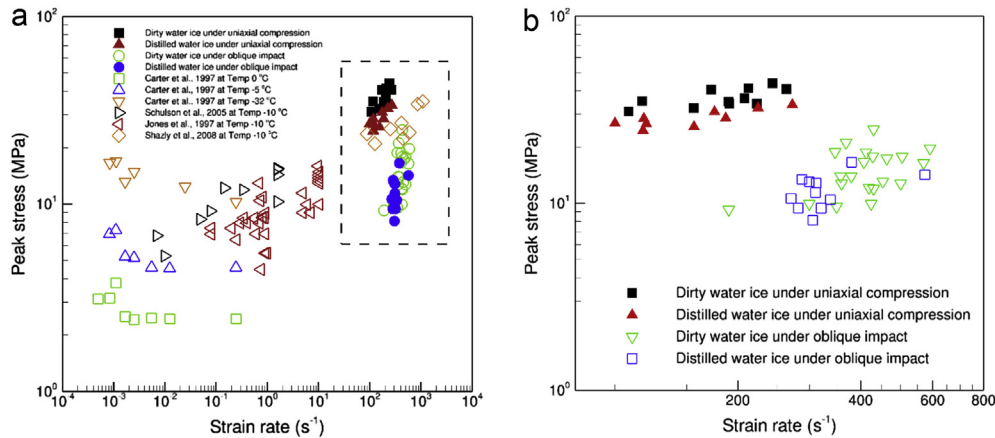 a
Peak stress (MPa)
10²
10¹
10⁰
Dirty water ice under uniaxial compression
Distilled water ice under uniaxial compression
Dirty water ice under oblique impact
Distilled water ice under oblique impact
Carter et al., 1997 at Temp 0 °C
Carter et al., 1997 at Temp -5 °C
Carter et al., 1997 at Temp -32 °C
Schulson et al., 2005 at Temp -10 °C
Jones et al., 1997 at Temp -10 °C
Shazly et al., 2008 at Temp -10 °C
10⁻⁴ 10⁻³ 10⁻² 10⁻¹ 10⁰ 10¹ 10² 10³ 10⁴
Strain rate (s⁻¹)
b
Peak stress (MPa)
10²
10¹
10⁰
Dirty water ice under uniaxial compression
Distilled water ice under uniaxial compression
Dirty water ice under oblique impact
Distilled water ice under oblique impact
200 400 600 800
Strain rate (s⁻¹)